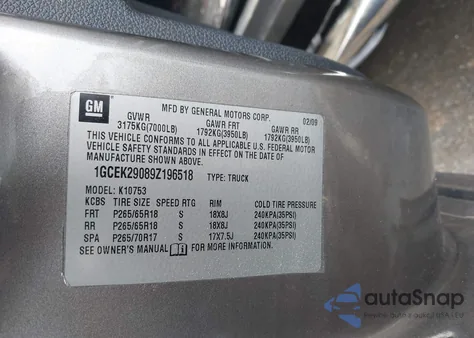 GM
MFD BY GENERAL MOTORS CORP. 02/09
GVWR GAWR FRT GAWR RR
3175KG(7000LB) 1792KG(3950LB) 1792KG(3950LB)
THIS VEHICLE CONFORMS TO ALL APPLICABLE U.S. FEDERAL MOTOR
VEHICLE SAFETY STANDARDS IN EFFECT ON THE DATE OF
MANUFACTURE SHOWN ABOVE.
1GCEK29089Z196518 TYPE: TRUCK
MODEL: K10753
KCBS TIRE SIZE SPEED RTG RIM COLD TIRE PRESSURE
FRT P265/65R18 S 18X8J 240KPA(35PSI)
RR P265/65R18 S 18X8J 240KPA(35PSI)
SPA P265/70R17 S 17X7.5J 240KPA(35PSI)
SEE OWNER'S MANUAL FOR MORE INFORMATION.
autoSnap